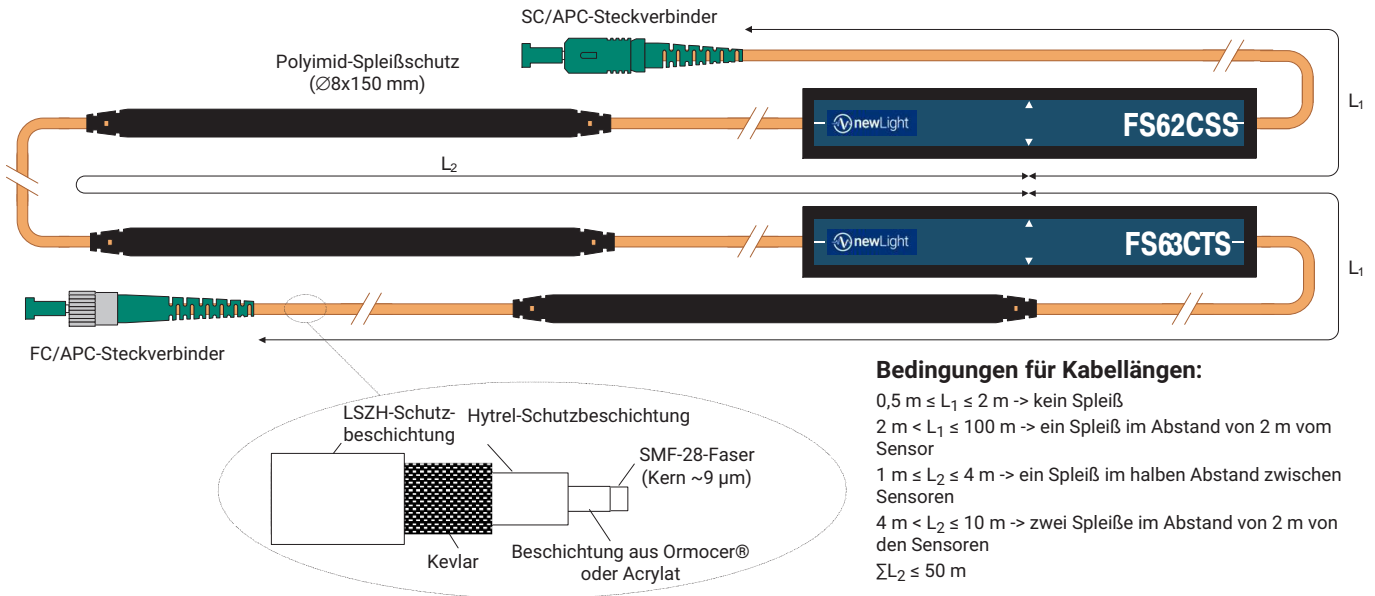 SC/APC-Steckverbinder
Polyimid-Spleißschutz
(∅8x150 mm)
L₁
newLight
FS62CSS
L₂
newLight
FS63CTS
L₁
FC/APC-Steckverbinder
LSZH-Schutz-
beschichtung
Hytrel-Schutzbeschichtung
SMF-28-Faser
(Kern ~9 µm)
Kevlar
Beschichtung aus Ormocer®
oder Acrylat
Bedingungen für Kabellängen:
0,5 m ≤ L₁ ≤ 2 m -> kein Spleiß
2 m < L₁ ≤ 100 m -> ein Spleiß im Abstand von 2 m vom
Sensor
1 m ≤ L₂ ≤ 4 m -> ein Spleiß im halben Abstand zwischen
Sensoren
4 m < L₂ ≤ 10 m -> zwei Spleiße im Abstand von 2 m von
den Sensoren
∑L₂ ≤ 50 m